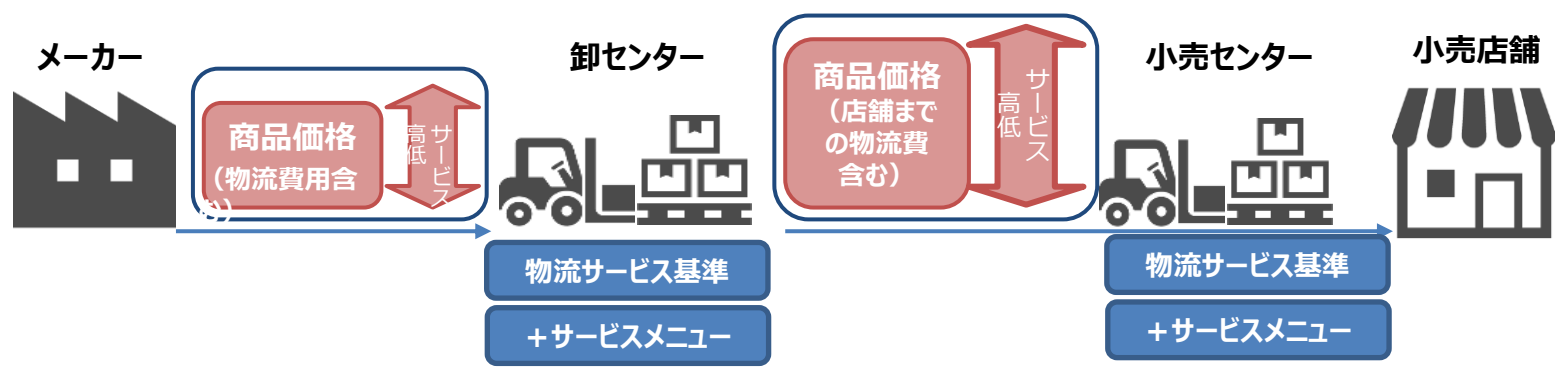 メーカー
商品価格
（物流費用含
む）
サービス
高低
卸センター
物流サービス基準
＋サービスメニュー
商品価格
（店舗まで
の物流費
含む）
サービス
高低
小売センター
物流サービス基準
＋サービスメニュー
小売店舗